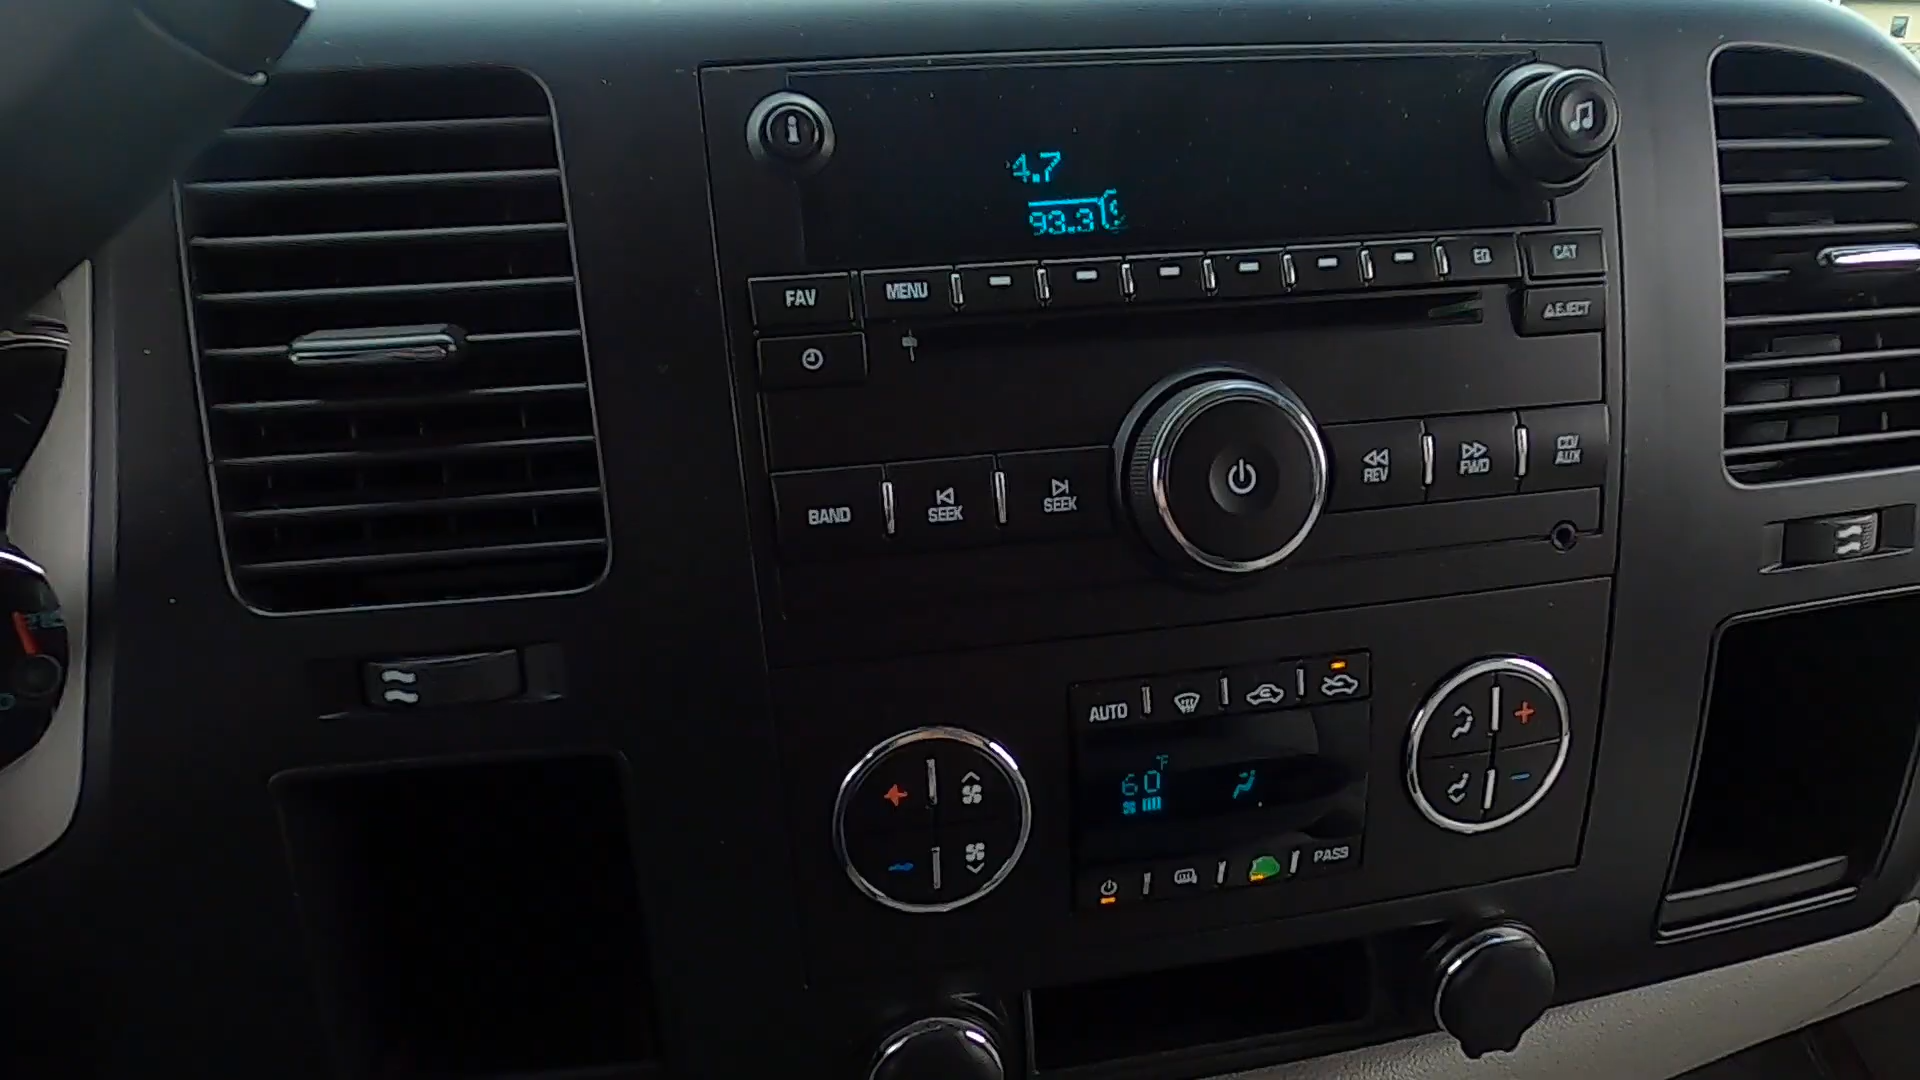 4.7
93.3
FAV
MENU
EQ
CAT
EJECT
BAND
SEEK
SEEK
REV
FWD
CD/
AUX
AUTO
60°F
PASS